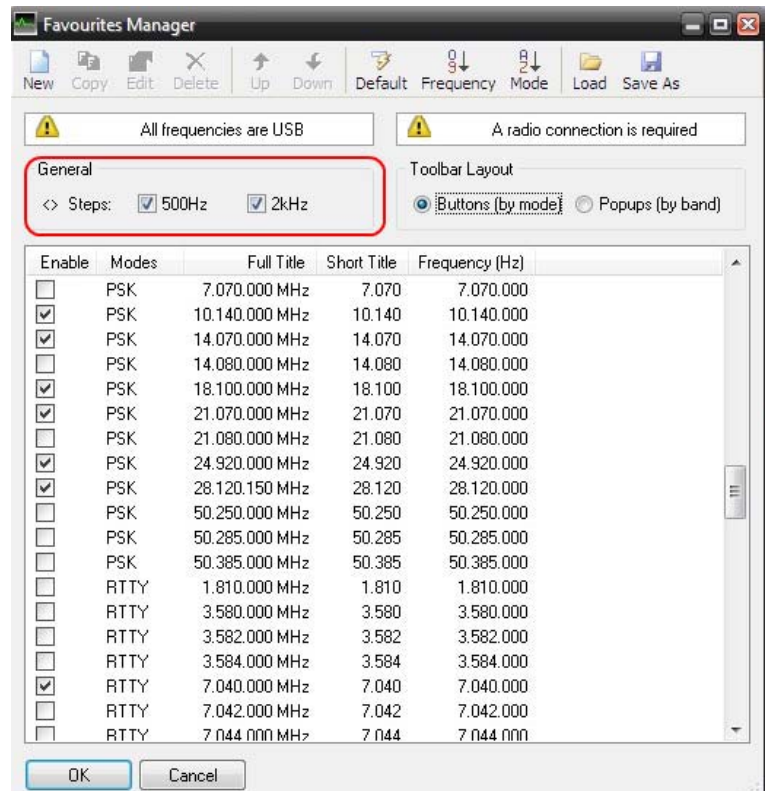 Favourites Manager
New Copy Edit Delete Up Down Default Frequency Mode Load Save As
All frequencies are USB A radio connection is required
General Toolbar Layout
<> Steps: 500Hz 2kHz Buttons (by mode) Popups (by band)
Enable Modes Full Title Short Title Frequency (Hz)
PSK 7.070.000 MHz 7.070 7.070.000
PSK 10.140.000 MHz 10.140 10.140.000
PSK 14.070.000 MHz 14.070 14.070.000
PSK 14.080.000 MHz 14.080 14.080.000
PSK 18.100.000 MHz 18.100 18.100.000
PSK 21.070.000 MHz 21.070 21.070.000
PSK 21.080.000 MHz 21.080 21.080.000
PSK 24.920.000 MHz 24.920 24.920.000
PSK 28.120.150 MHz 28.120 28.120.000
PSK 50.250.000 MHz 50.250 50.250.000
PSK 50.285.000 MHz 50.285 50.285.000
PSK 50.385.000 MHz 50.385 50.385.000
RTTY 1.810.000 MHz 1.810 1.810.000
RTTY 3.580.000 MHz 3.580 3.580.000
RTTY 3.582.000 MHz 3.582 3.582.000
RTTY 3.584.000 MHz 3.584 3.584.000
RTTY 7.040.000 MHz 7.040 7.040.000
RTTY 7.042.000 MHz 7.042 7.042.000
RTTY 7.044.000 MHz 7.044 7.044.000
OK Cancel